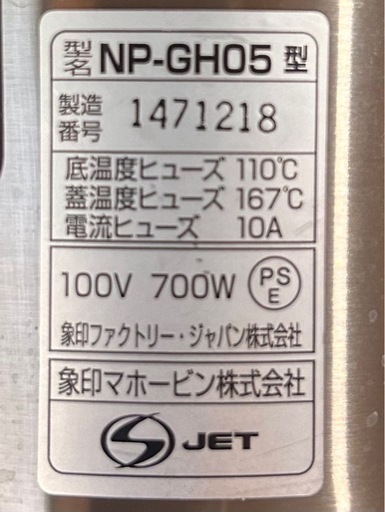 型名 NP-GH05 型
製造番号 1471218
底温度ヒューズ 110℃
蓋温度ヒューズ 167℃
電流ヒューズ 10A
100V 700W PSE
象印ファクトリー・ジャパン株式会社
象印マホービン株式会社
S JET